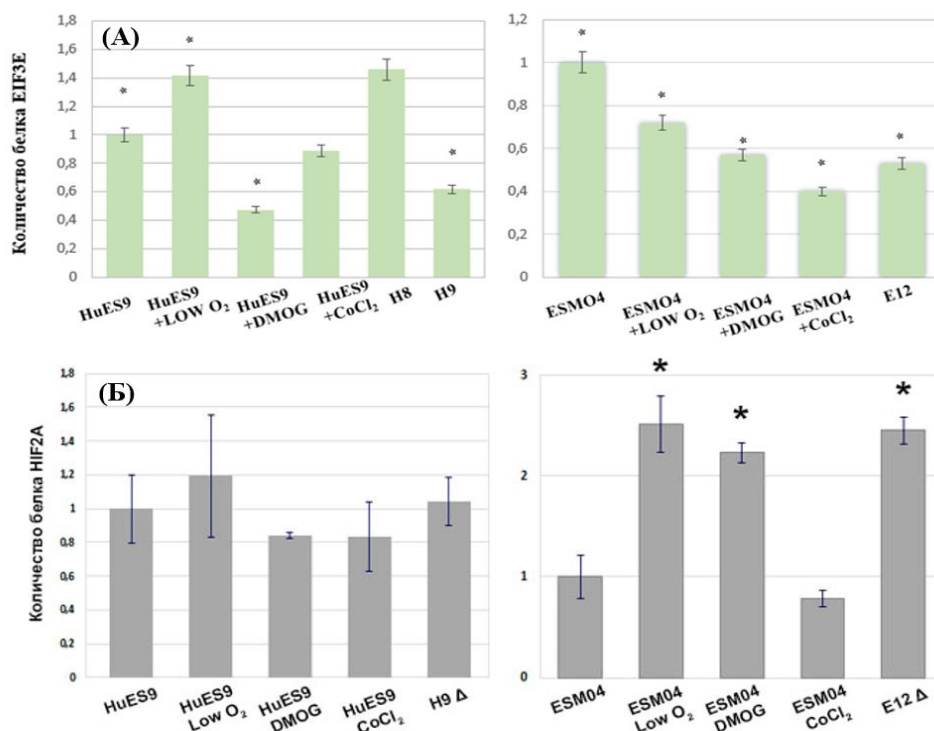 (А)
Количество белка EIF3E
1,8
1,6
1,4
1,2
1
0,8
0,6
0,4
0,2
0
* * * *
HuES9
HuES9
+LOW O₂
HuES9
+DMOG
HuES9
+CoCl₂
H8
H9
1,2
1
0,8
0,6
0,4
0,2
0
* * * * *
ESMO4
ESMO4
+LOW O₂
ESMO4
+DMOG
ESMO4
+CoCl₂
E12
(Б)
Количество белка HIF2A
1.8
1.6
1.4
1.2
1
0.8
0.6
0.4
0.2
0
HuES9
HuES9
Low O₂
HuES9
DMOG
HuES9
CoCl₂
H9 Δ
3
2
1
0
* * *
ESM04
ESM04
Low O₂
ESM04
DMOG
ESM04
CoCl₂
E12 Δ